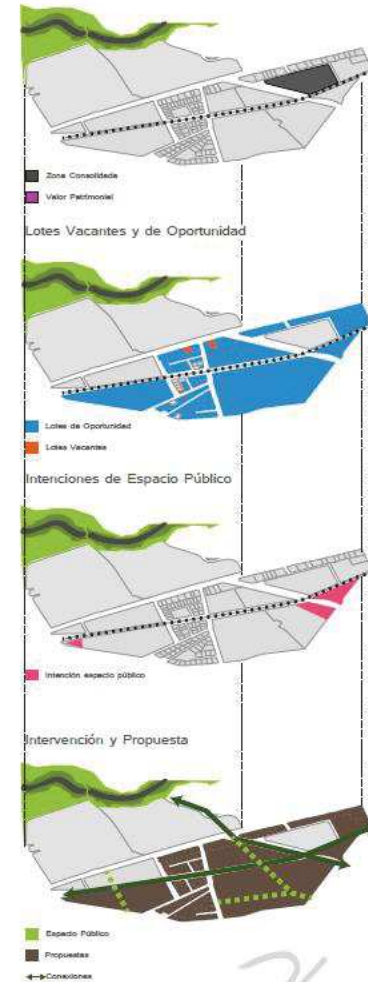 Zona Consolidada
Valor Patrimonial
Lotes Vacantes y de Oportunidad
Lotes de Oportunidad
Lotes Vacantes
Intenciones de Espacio Público
Intención espacio público
Intervención y Propuesta
Espacio Público
Propuestas
Conexiones